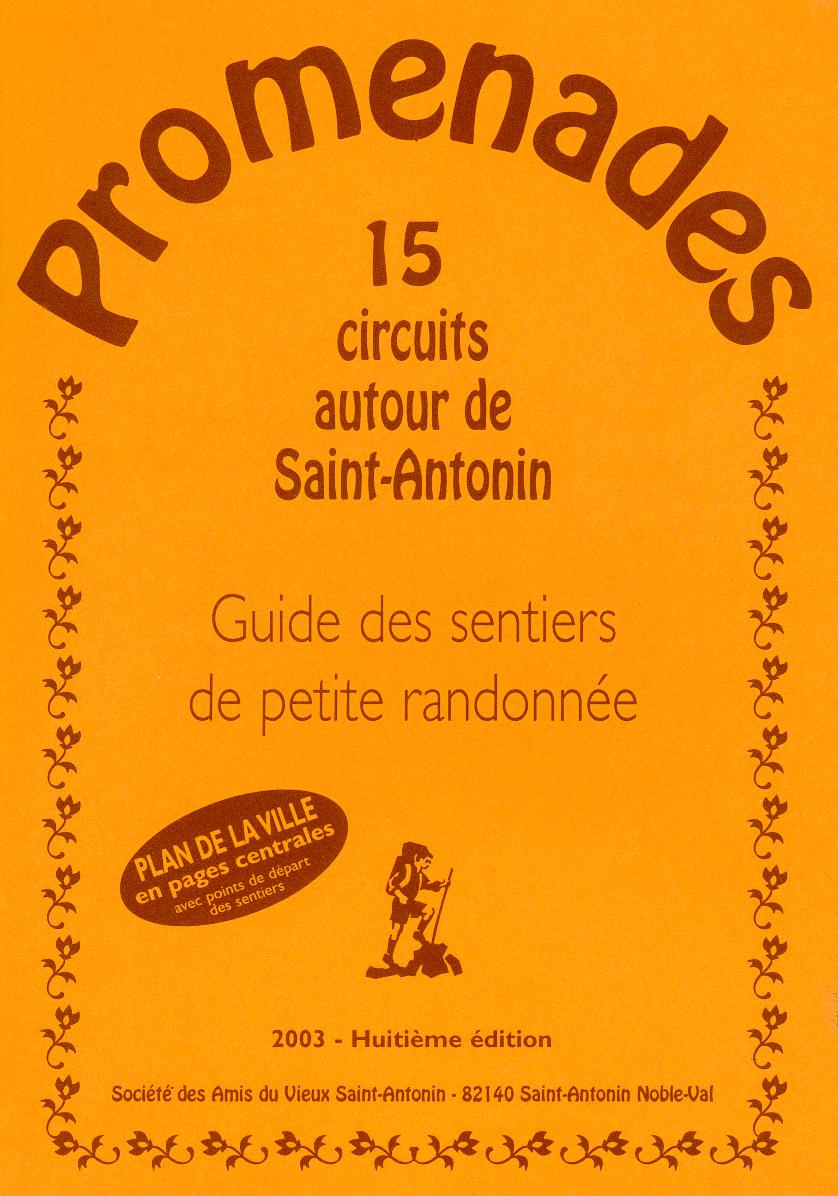 Promenades
15
circuits
autour de
Saint-Antonin
Guide des sentiers
de petite randonnée
PLAN DE LA VILLE
en pages centrales
avec points de départ
des sentiers
2003 - Huitième édition
Société des Amis du Vieux Saint-Antonin - 82140 Saint-Antonin Noble-Val